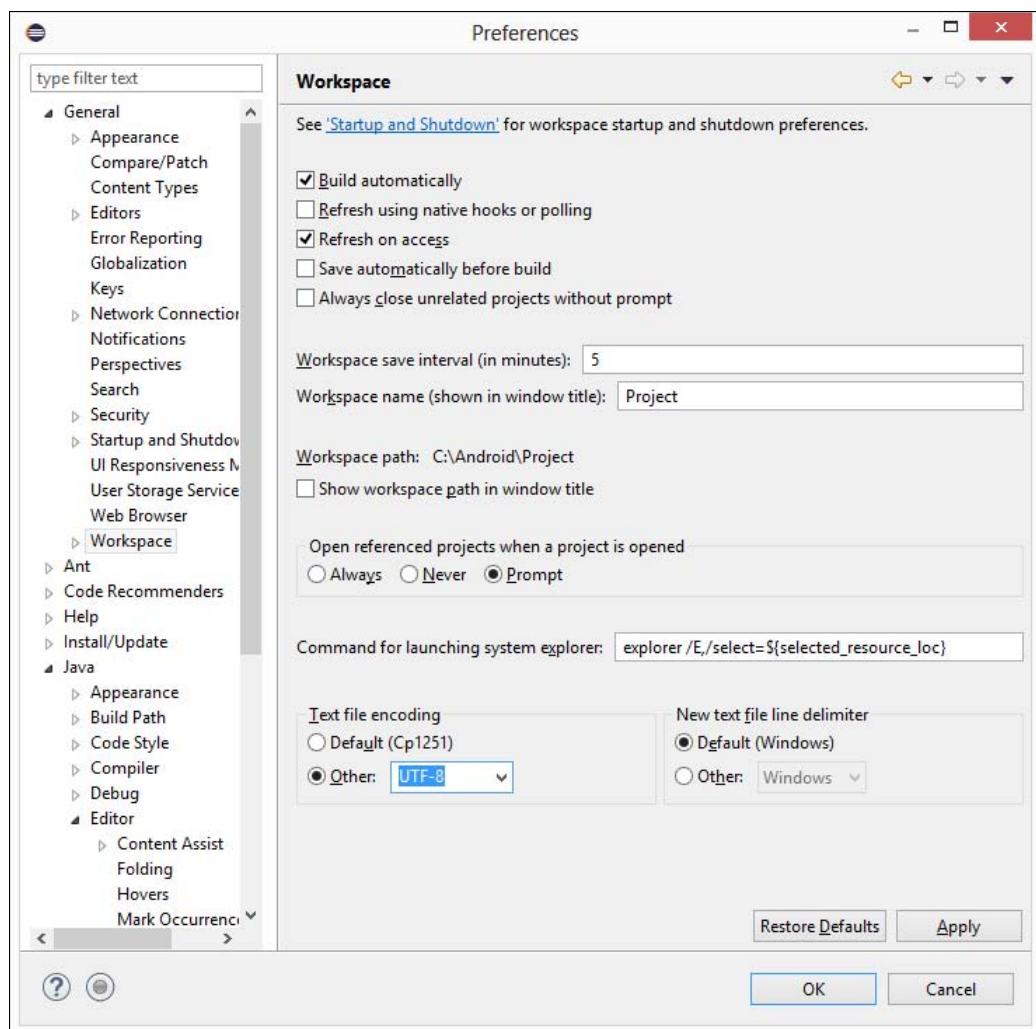 Preferences
type filter text
General
Appearance
Compare/Patch
Content Types
Editors
Error Reporting
Globalization
Keys
Network Connection
Notifications
Perspectives
Search
Security
Startup and Shutdow
UI Responsiveness M
User Storage Service
Web Browser
Workspace
Ant
Code Recommenders
Help
Install/Update
Java
Appearance
Build Path
Code Style
Compiler
Debug
Editor
Content Assist
Folding
Hovers
Mark Occurrenc
Workspace
See 'Startup and Shutdown' for workspace startup and shutdown preferences.
Build automatically
Refresh using native hooks or polling
Refresh on access
Save automatically before build
Always close unrelated projects without prompt
Workspace save interval (in minutes): 5
Workspace name (shown in window title): Project
Workspace path: C:\Android\Project
Show workspace path in window title
Open referenced projects when a project is opened
Always Never Prompt
Command for launching system explorer: explorer /E,/select=${selected_resource_loc}
Text file encoding
Default (Cp1251)
Other: UTF-8
New text file line delimiter
Default (Windows)
Other: Windows
Restore Defaults Apply
OK Cancel